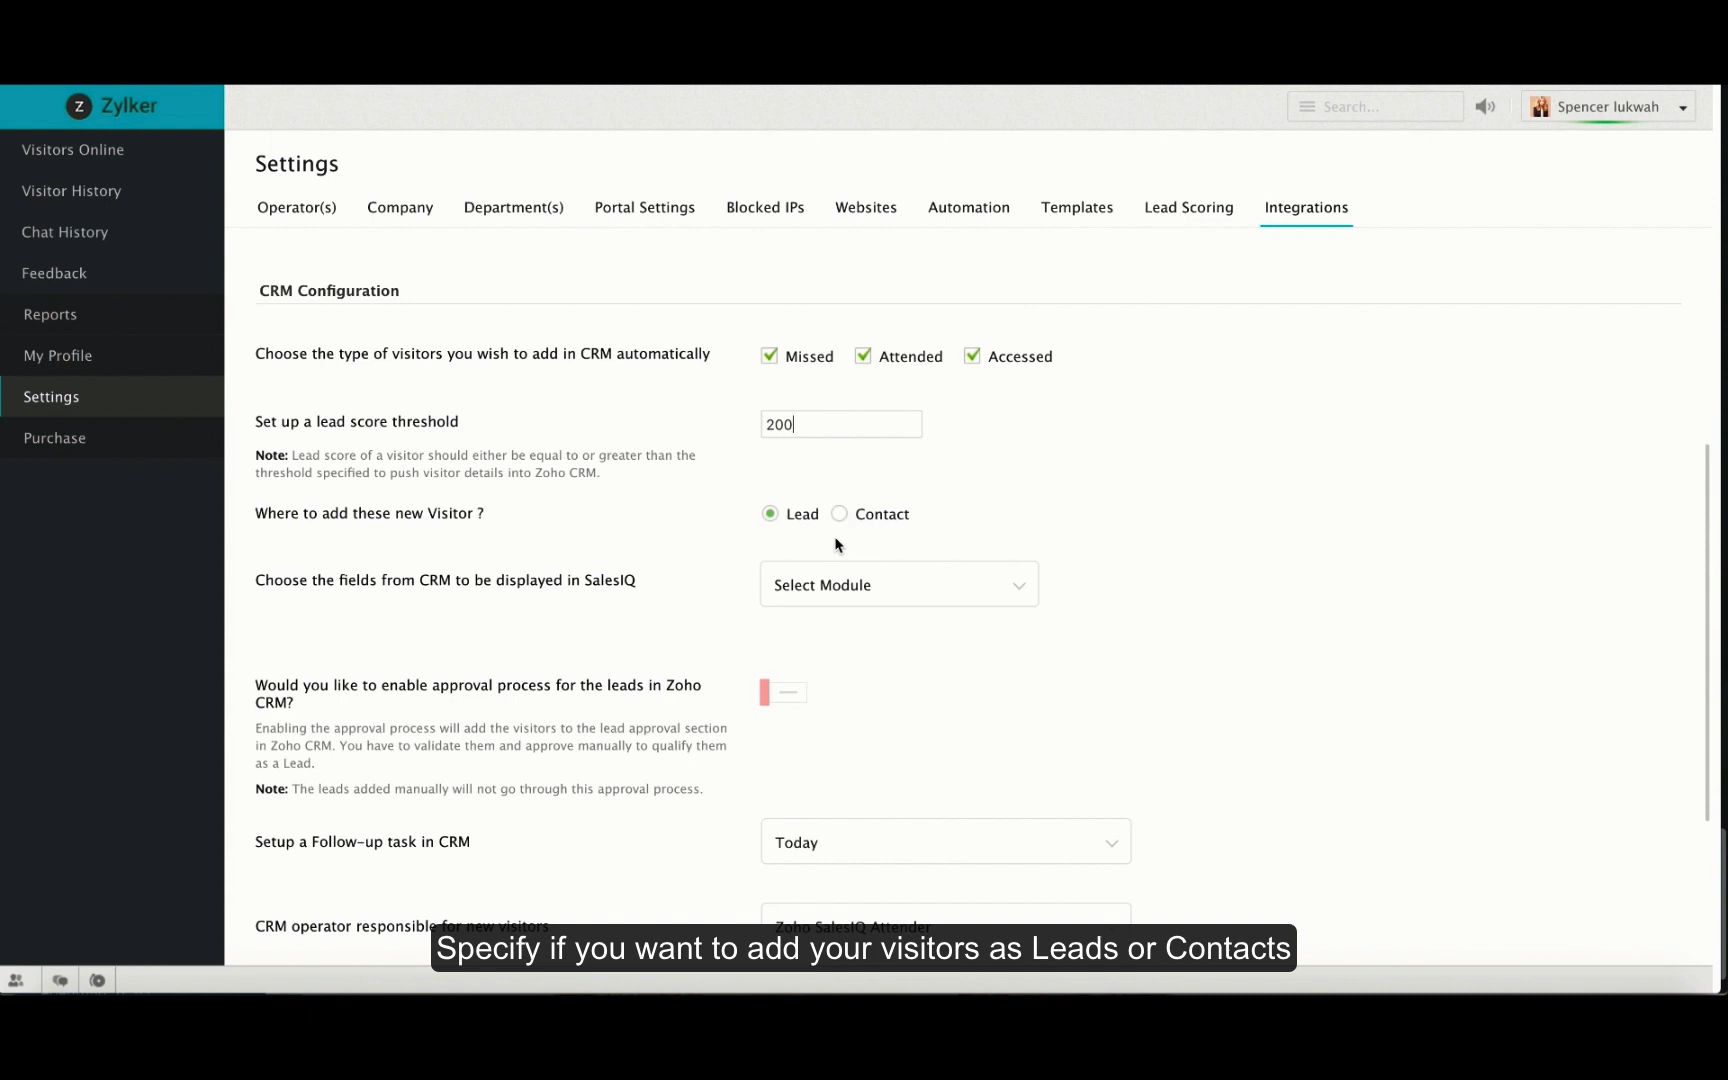 Z Zylker
Search...
Spencer lukwah
Visitors Online
Visitor History
Chat History
Feedback
Reports
My Profile
Settings
Purchase
Settings
Operator(s) Company Department(s) Portal Settings Blocked IPs Websites Automation Templates Lead Scoring Integrations
CRM Configuration
Choose the type of visitors you wish to add in CRM automatically
Missed Attended Accessed
Set up a lead score threshold
200
Note: Lead score of a visitor should either be equal to or greater than the
threshold specified to push visitor details into Zoho CRM.
Where to add these new Visitor ?
Lead Contact
Choose the fields from CRM to be displayed in SalesIQ
Select Module
Would you like to enable approval process for the leads in Zoho
CRM?
Enabling the approval process will add the visitors to the lead approval section
in Zoho CRM. You have to validate them and approve manually to qualify them
as a Lead.
Note: The leads added manually will not go through this approval process.
Setup a Follow-up task in CRM
Today
CRM operator responsible for new visitors
Zoho SalesIQ Attender
Specify if you want to add your visitors as Leads or Contacts